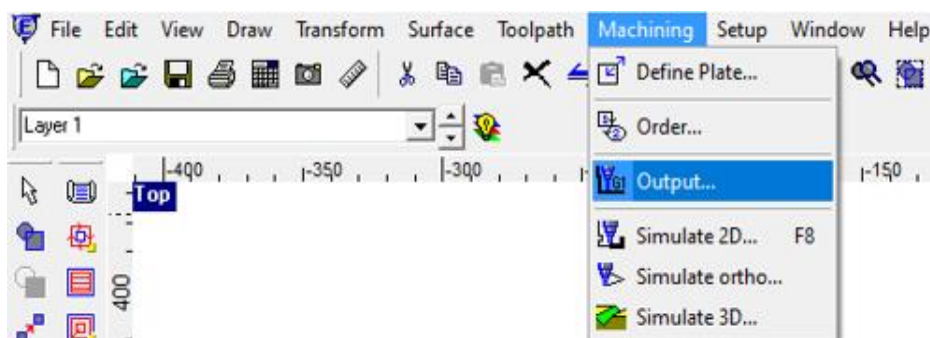 File Edit View Draw Transform Surface Toolpath Machining Setup Window Help
Define Plate...
Layer 1
Order...
-400 -350 -300 -150
Top
Output...
Simulate 2D... F8
400
Simulate ortho...
Simulate 3D...